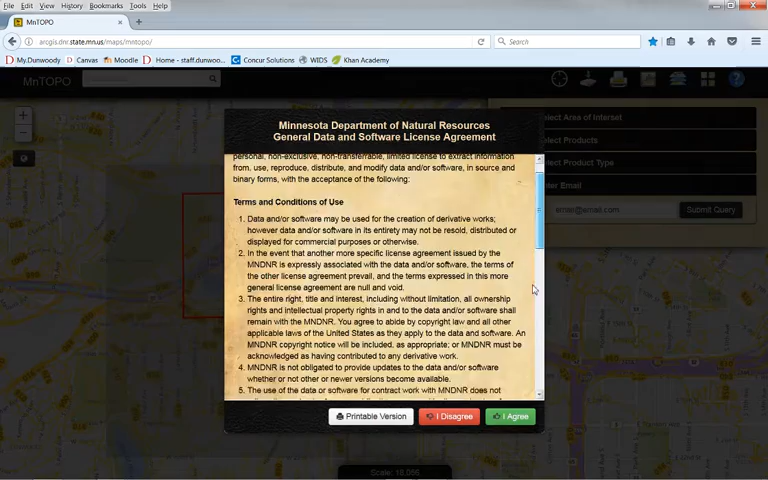 File Edit View History Bookmarks Tools Help
MnTOPO
arcgis.dnr.state.mn.us/maps/mntopo/
Search
My.Dunwoody Canvas Moodle Home - staff.dunwoo... Concur Solutions WIDS Khan Academy
MnTOPO
elect Area of Interest
elect Products
elect Product Type
er Email
email@email.com Submit Query
Minnesota Department of Natural Resources
General Data and Software License Agreement
personal, non-exclusive, non-transferrable, limited license to extract information
from, use, reproduce, distribute, and modify data and/or software, in source and
binary forms, with the acceptance of the following:
Terms and Conditions of Use
1. Data and/or software may be used for the creation of derivative works;
however data and/or software in its entirety may not be resold, distributed or
displayed for commercial purposes or otherwise.
2. In the event that another more specific license agreement issued by the
MNDNR is expressly associated with the data and/or software, the terms of
the other license agreement prevail, and the terms expressed in this more
general license agreement are null and void.
3. The entire right, title and interest, including without limitation, all ownership
rights and intellectual property rights in and to the data and/or software shall
remain with the MNDNR. You agree to abide by copyright law and all other
applicable laws of the United States as they apply to the data and software. An
MNDNR copyright notice will be included, as appropriate; or MNDNR must be
acknowledged as having contributed to any derivative work.
4. MNDNR is not obligated to provide updates to the data and/or software
whether or not other or newer versions become available.
5. The use of the data or software for contract work with MNDNR does not
Printable Version I Disagree I Agree
Scale: 18,056